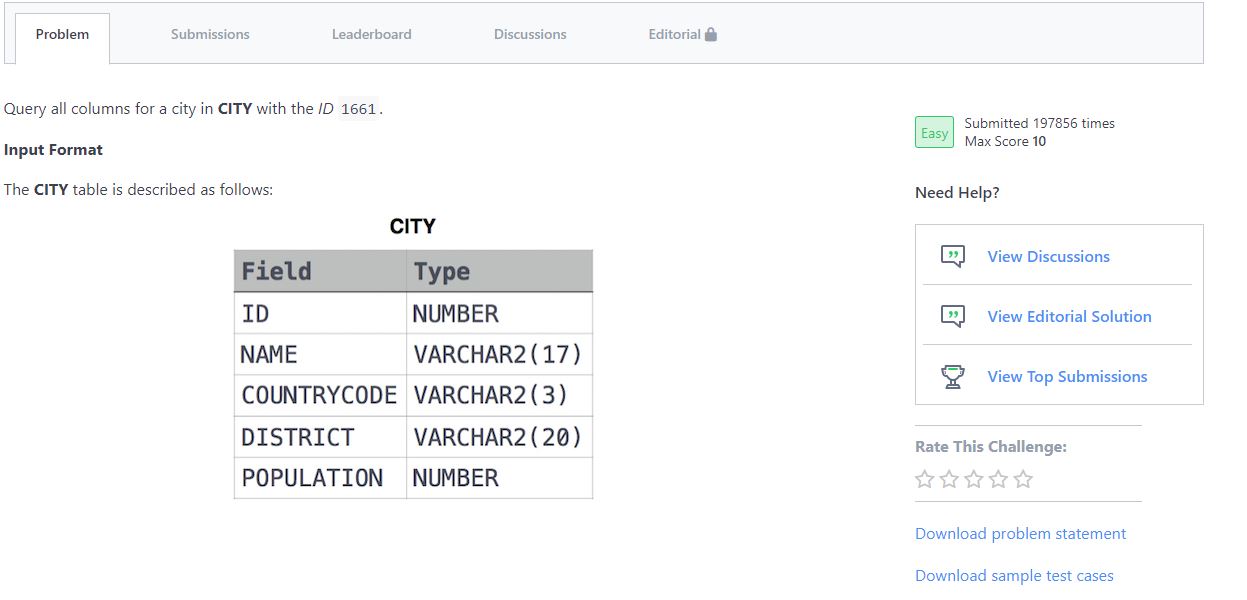 Problem
Submissions
Leaderboard
Discussions
Editorial
Query all columns for a city in CITY with the ID 1661.
Input Format
The CITY table is described as follows:
CITY
Field Type
ID NUMBER
NAME VARCHAR2(17)
COUNTRYCODE VARCHAR2(3)
DISTRICT VARCHAR2(20)
POPULATION NUMBER
Easy
Submitted 197856 times
Max Score 10
Need Help?
View Discussions
View Editorial Solution
View Top Submissions
Rate This Challenge:
Download problem statement
Download sample test cases